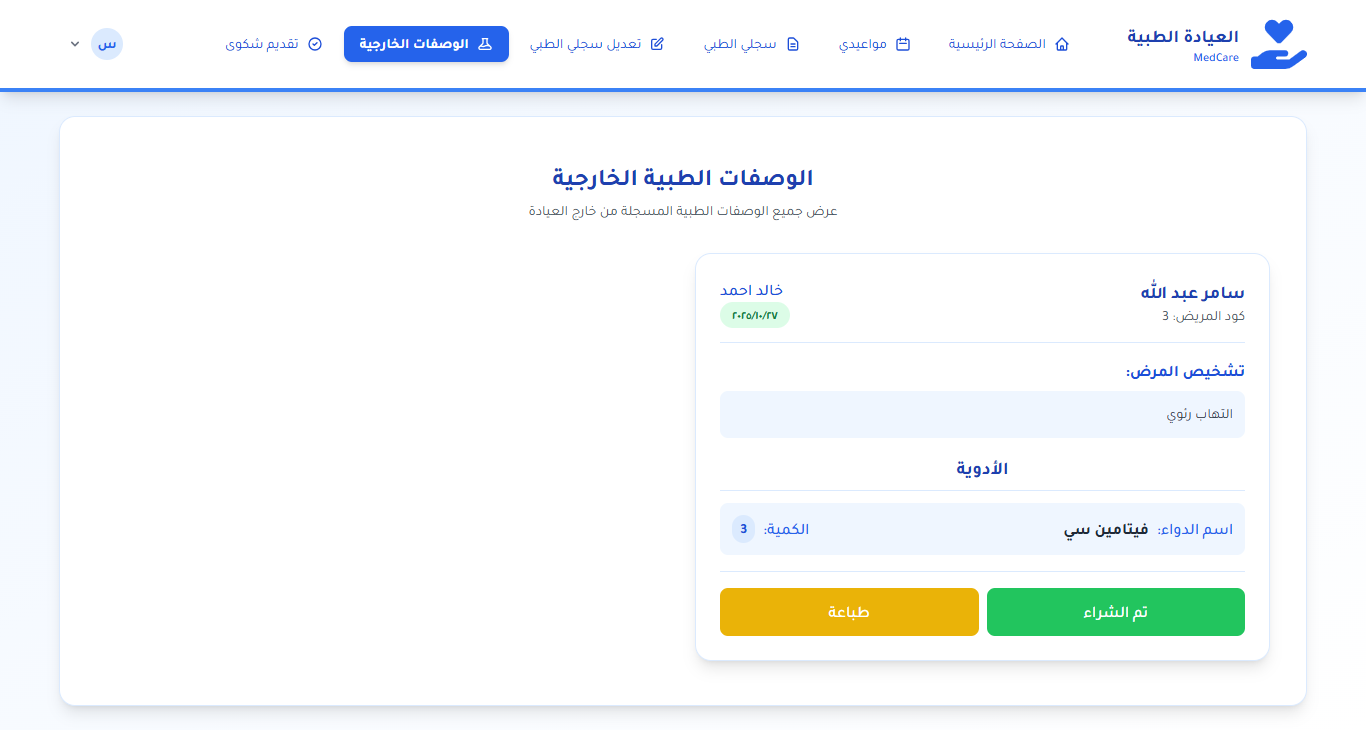 العيادة الطبية
MedCare
الصفحة الرئيسية
مواعيدي
سجلي الطبي
تعديل سجلي الطبي
الوصفات الخارجية
تقديم شكوى
س
الوصفات الطبية الخارجية
عرض جميع الوصفات الطبية المسجلة من خارج العيادة
سامر عبد الله
خالد احمد
كود المريض: 3
٢٠٢٥/١٠/٢٧
تشخيص المرض:
التهاب رئوي
الأدوية
اسم الدواء: فيتامين سي
الكمية: 3
تم الشراء
طباعة